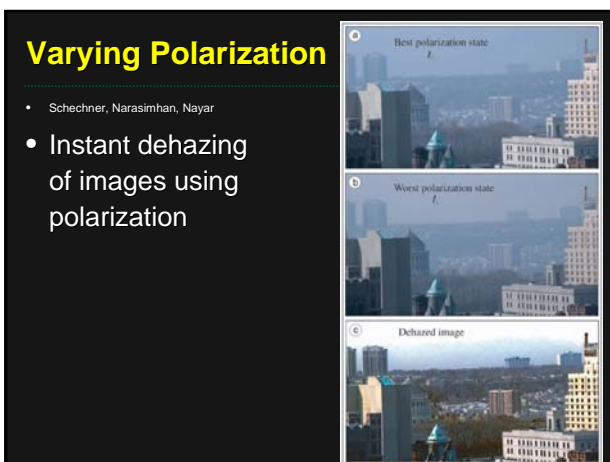 Varying Polarization
• Schechner, Narasimhan, Nayar
• Instant dehazing
of images using
polarization
a
Best polarization state
b
Worst polarization state
c
Dehazed image